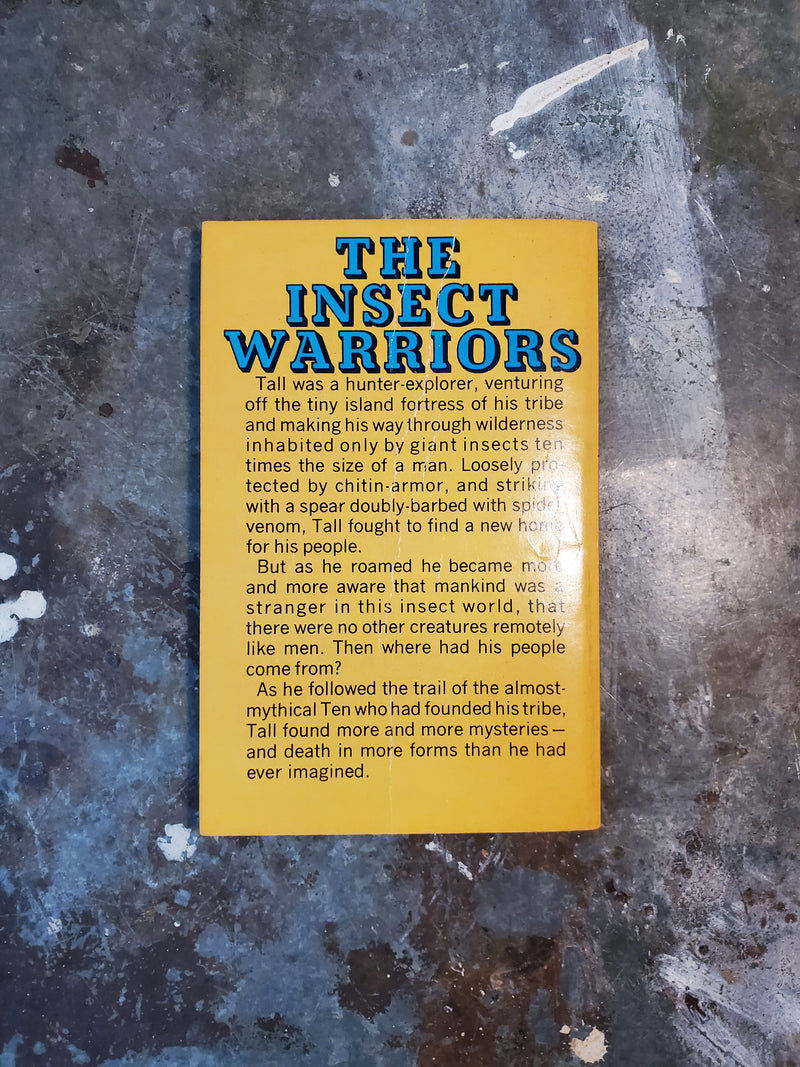 THE
INSECT
WARRIORS
Tall was a hunter-explorer, venturing
off the tiny island fortress of his tribe
and making his way through wilderness
inhabited only by giant insects ten
times the size of a man. Loosely pro-
tected by chitin-armor, and striking
with a spear doubly-barbed with spider
venom, Tall fought to find a new home
for his people.
But as he roamed he became more
and more aware that mankind was a
stranger in this insect world, that
there were no other creatures remotely
like men. Then where had his people
come from?
As he followed the trail of the almost-
mythical Ten who had founded his tribe,
Tall found more and more mysteries—
and death in more forms than he had
ever imagined.